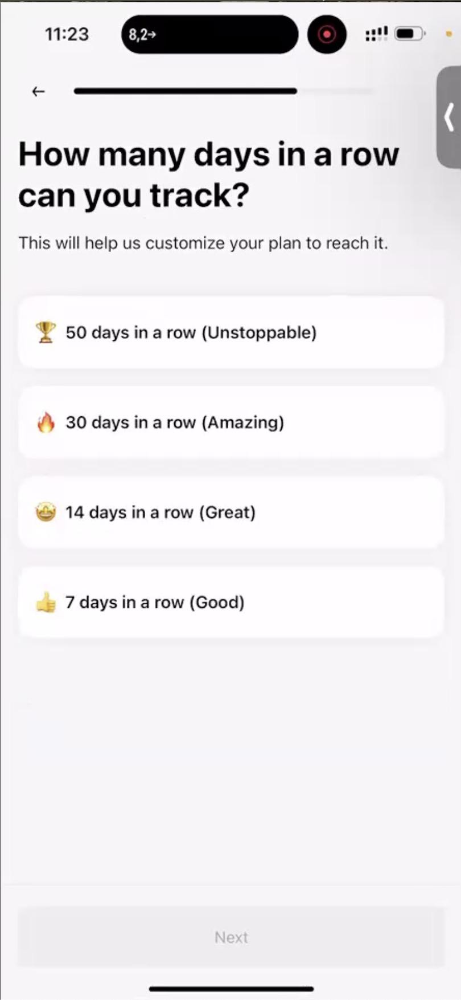 11:23
8,2→
How many days in a row
can you track?
This will help us customize your plan to reach it.
50 days in a row (Unstoppable)
30 days in a row (Amazing)
14 days in a row (Great)
7 days in a row (Good)
Next